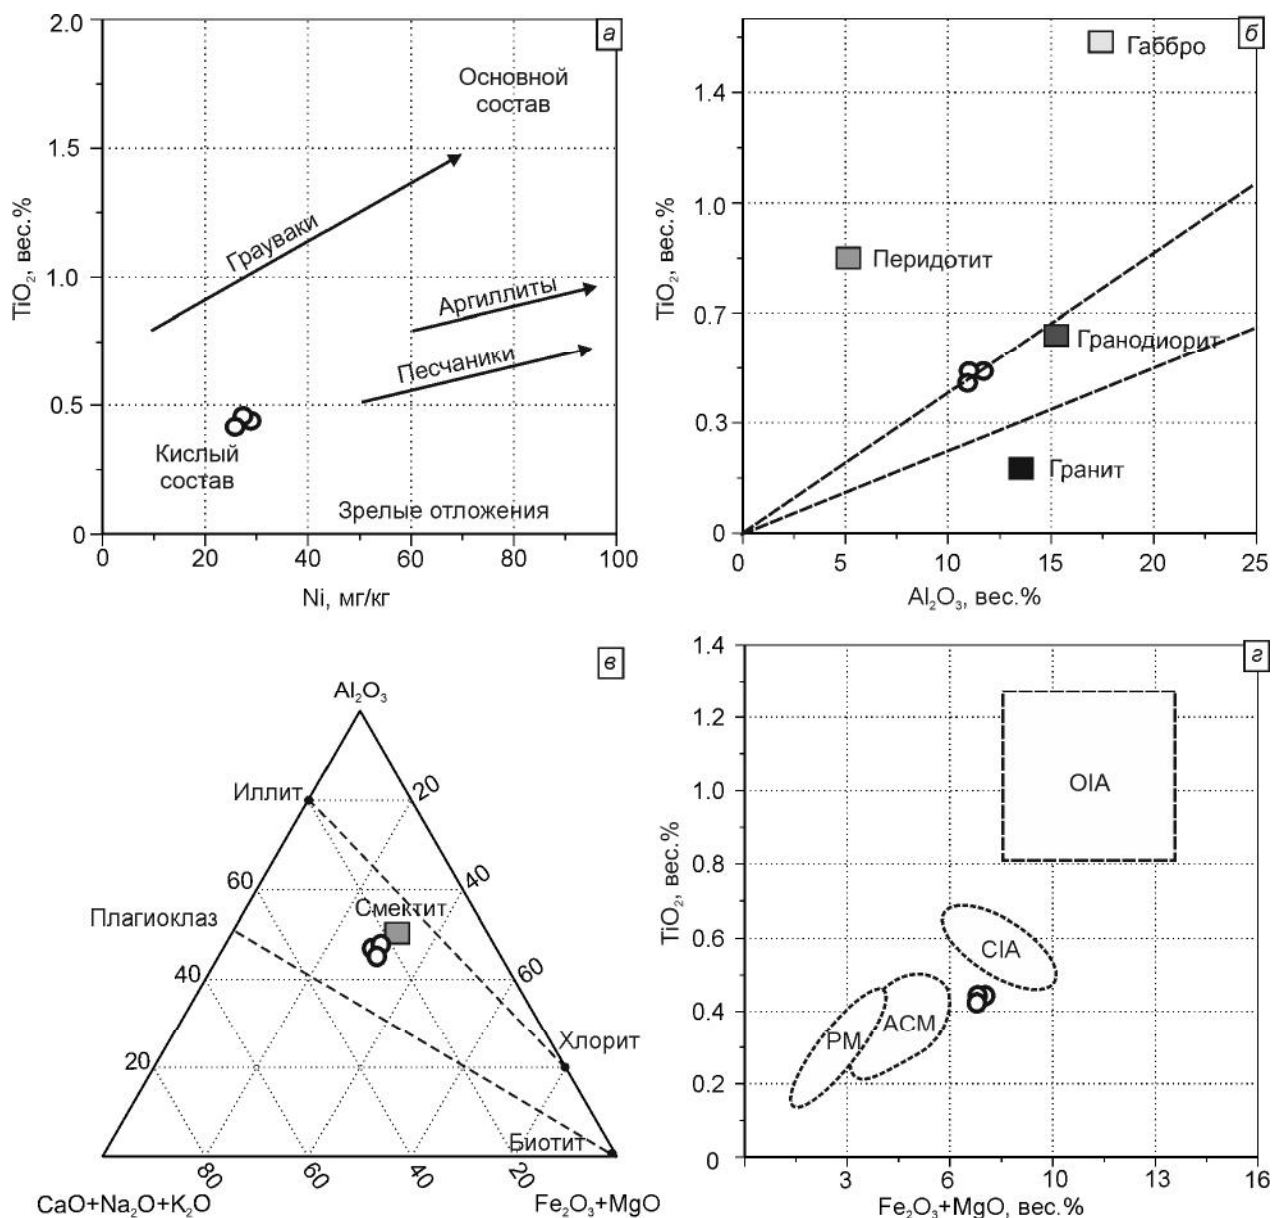 2.0
а
Основной
состав
1.5
Граувaки
TiO₂, вес.%
1.0
Аргиллиты
Песчаники
0.5
Кислый
состав
Зрелые отложения
0
0
20
40
60
80
100
Ni, мг/кг
б
Габбро
1.4
1.0
TiO₂, вес.%
Перидотит
0.7
Гранодиорит
0.3
Гранит
0
0
5
10
15
20
25
Al₂O₃, вес.%
в
Al₂O₃
Иллит
20
60
40
Смектит
Плагиоклаз
40
60
Хлорит
20
Биотит
80
60
40
20
CaO+Na₂O+K₂O
Fe₂O₃+MgO
1.4
г
1.2
1.0
OIA
TiO₂, вес.%
0.8
0.6
CIA
0.4
ACM
PM
0.2
0
3
6
10
13
16
Fe₂O₃+MgO, вес.%